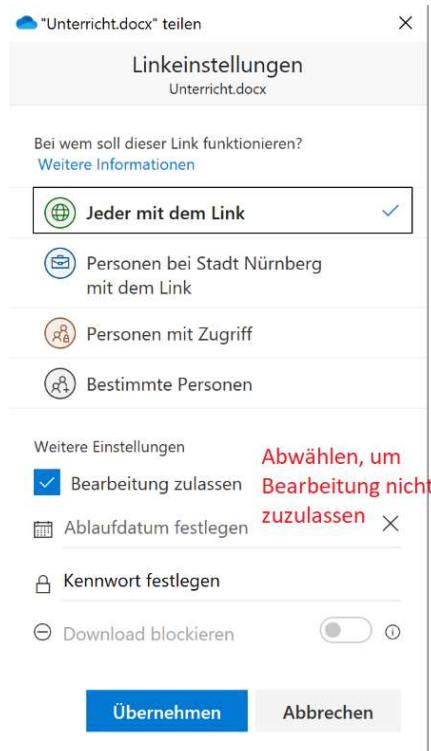 "Unterricht.docx" teilen
Linkeinstellungen
Unterricht.docx
Bei wem soll dieser Link funktionieren?
Weitere Informationen
Jeder mit dem Link
Personen bei Stadt Nürnberg
mit dem Link
Personen mit Zugriff
Bestimmte Personen
Weitere Einstellungen
Bearbeitung zulassen
Abwählen, um
Bearbeitung nicht
zuzulassen
Ablaufdatum festlegen
Kennwort festlegen
Download blockieren
Übernehmen
Abbrechen